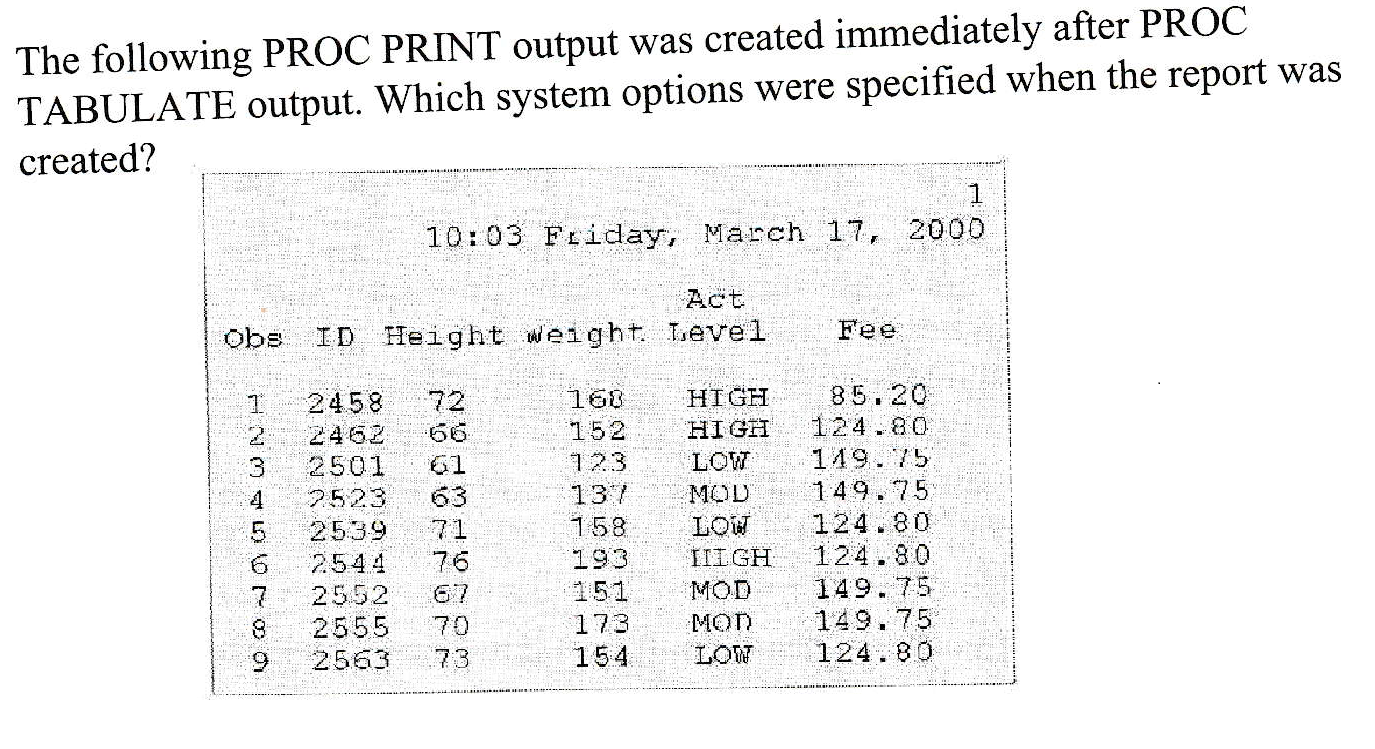 The following PROC PRINT output was created immediately after PROC
TABULATE output. Which system options were specified when the report was
created?
1
10:03 Friday, March 17, 2000
Act
Obs ID Height Weight Level Fee
1 2458 72 168 HIGH 85.20
2 2462 66 152 HIGH 124.80
3 2501 61 123 LOW 149.75
4 2523 63 137 MOD 149.75
5 2539 71 158 LOW 124.80
6 2544 76 193 HIGH 124.80
7 2552 67 151 MOD 149.75
8 2555 70 173 MOD 149.75
9 2563 73 154 LOW 124.80